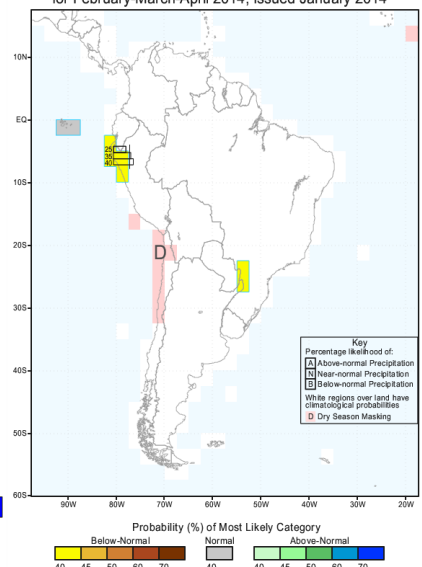 for February-March-April 2014, Issued January 2014
10N
EQ
10S
20S
30S
40S
50S
60S
25
35
40
D
Key
Percentage likelihood of:
A Above-normal Precipitation
N Near-normal Precipitation
B Below-normal Precipitation
White regions over land have
climatological probabilities
D Dry Season Masking
90W 80W 70W 60W 50W 40W 30W 20W
Probability (%) of Most Likely Category
Below-Normal Normal Above-Normal
40 45 50 60 70 40 40 45 50 60 70